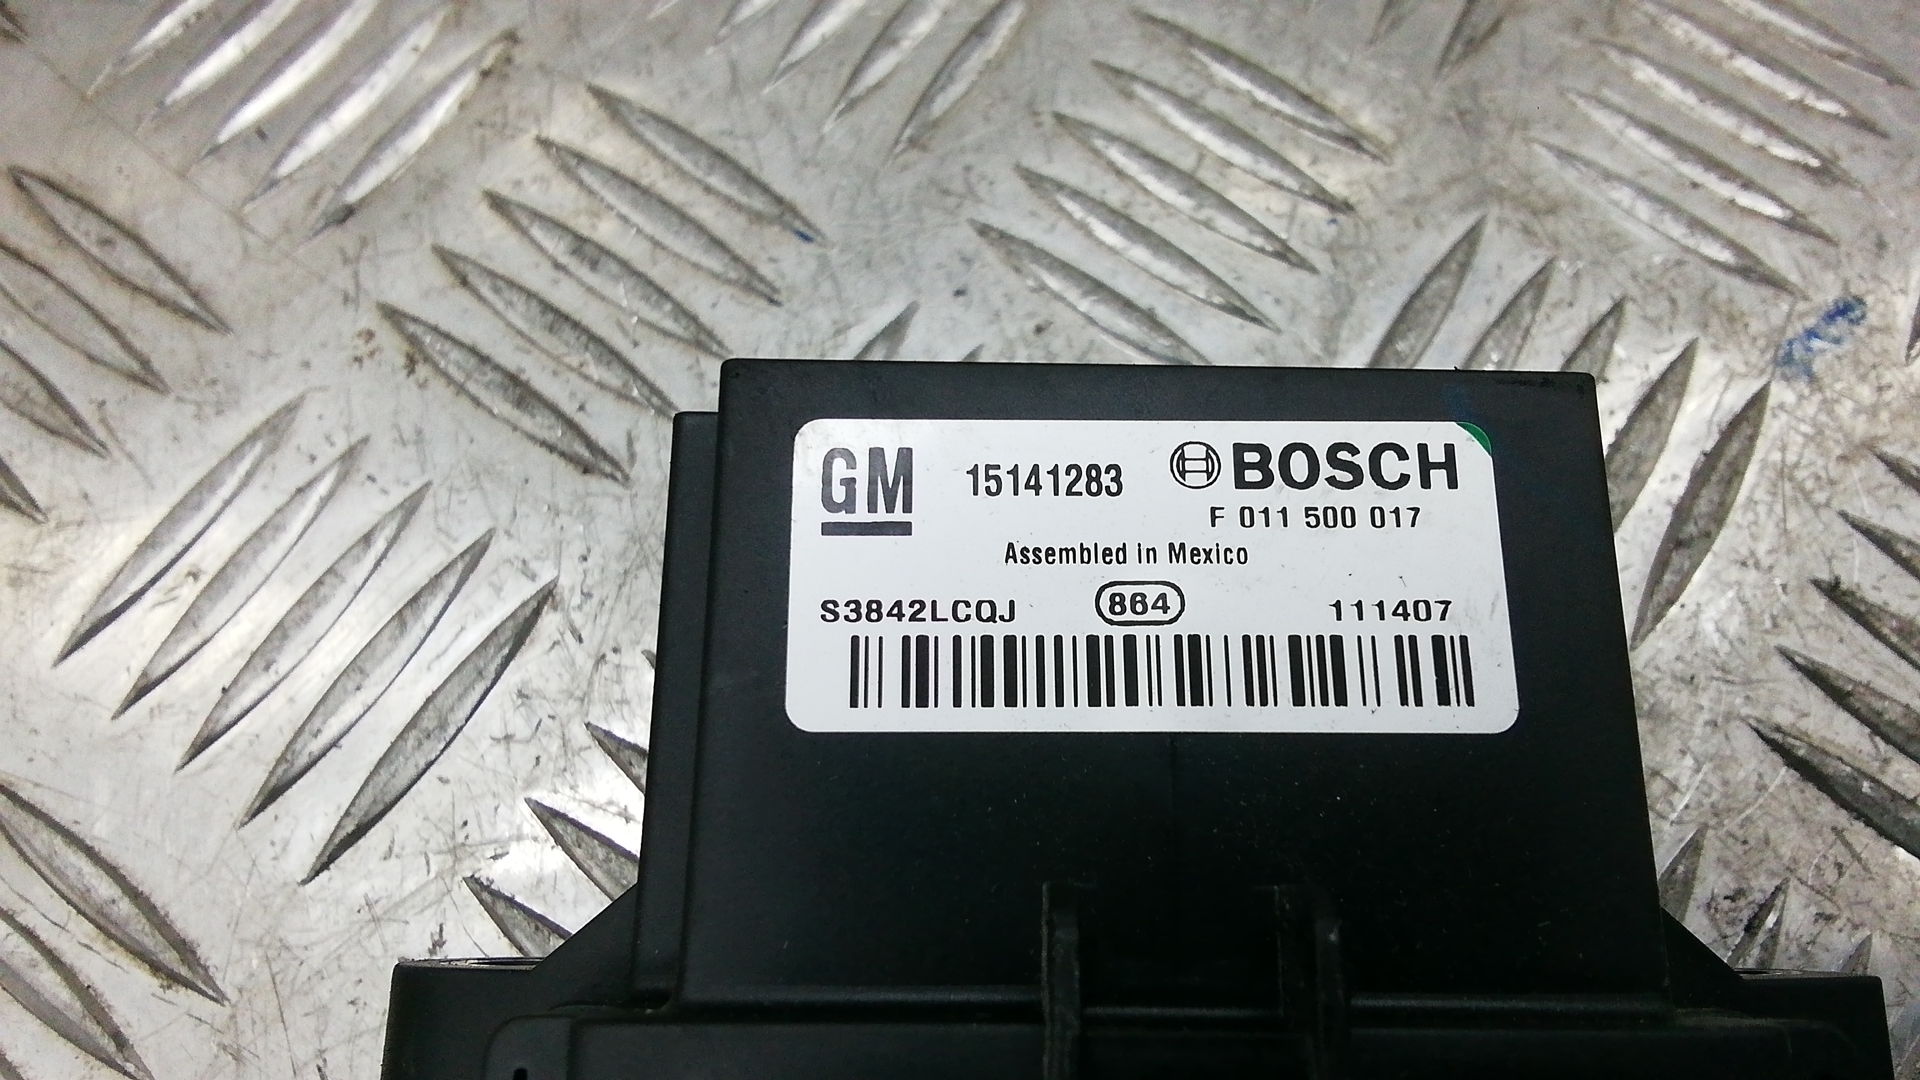 GM 15141283 BOSCH
F 011 500 017
Assembled in Mexico
S3842LCQJ 864 111407